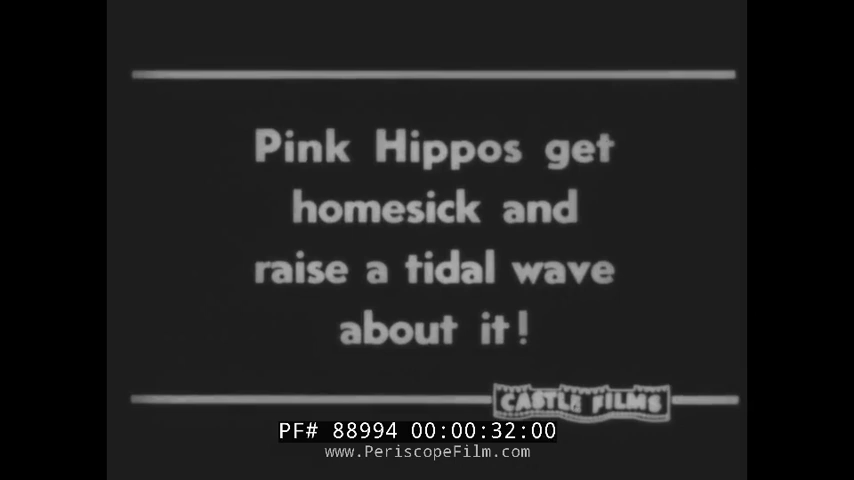 Pink Hippos get
homesick and
raise a tidal wave
about it!
CASTLE FILMS
PF# 88994 00:00:32:00
www.PeriscopeFilm.com